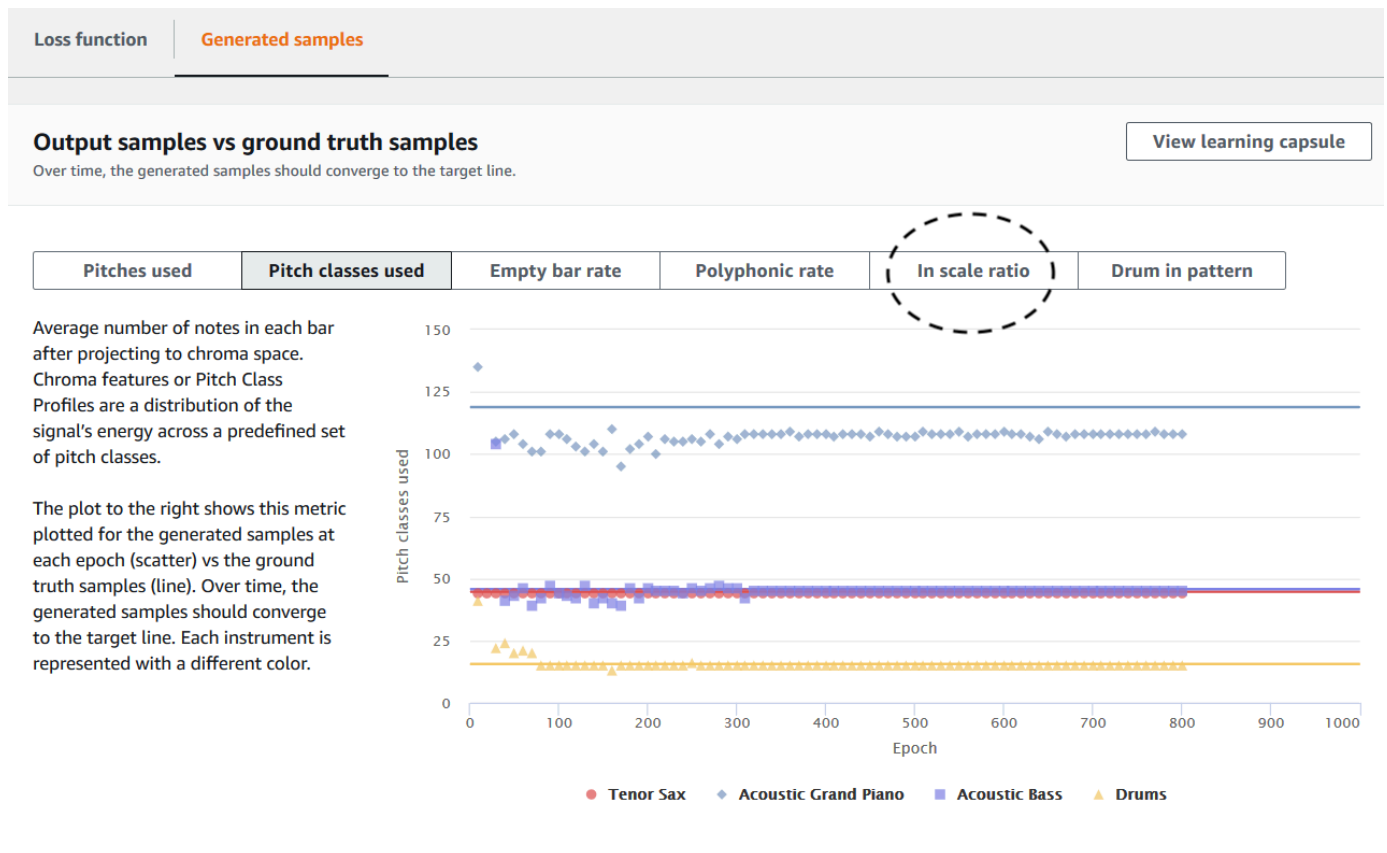 Loss function
Generated samples
Output samples vs ground truth samples
View learning capsule
Over time, the generated samples should converge to the target line.
Pitches used
Pitch classes used
Empty bar rate
Polyphonic rate
In scale ratio
Drum in pattern
Average number of notes in each bar
after projecting to chroma space.
Chroma features or Pitch Class
Profiles are a distribution of the
signal's energy across a predefined set
of pitch classes.
The plot to the right shows this metric
plotted for the generated samples at
each epoch (scatter) vs the ground
truth samples (line). Over time, the
generated samples should converge
to the target line. Each instrument is
represented with a different color.
Pitch classes used
150
125
100
75
50
25
0
0 100 200 300 400 500 600 700 800 900 1000
Epoch
Tenor Sax
Acoustic Grand Piano
Acoustic Bass
Drums